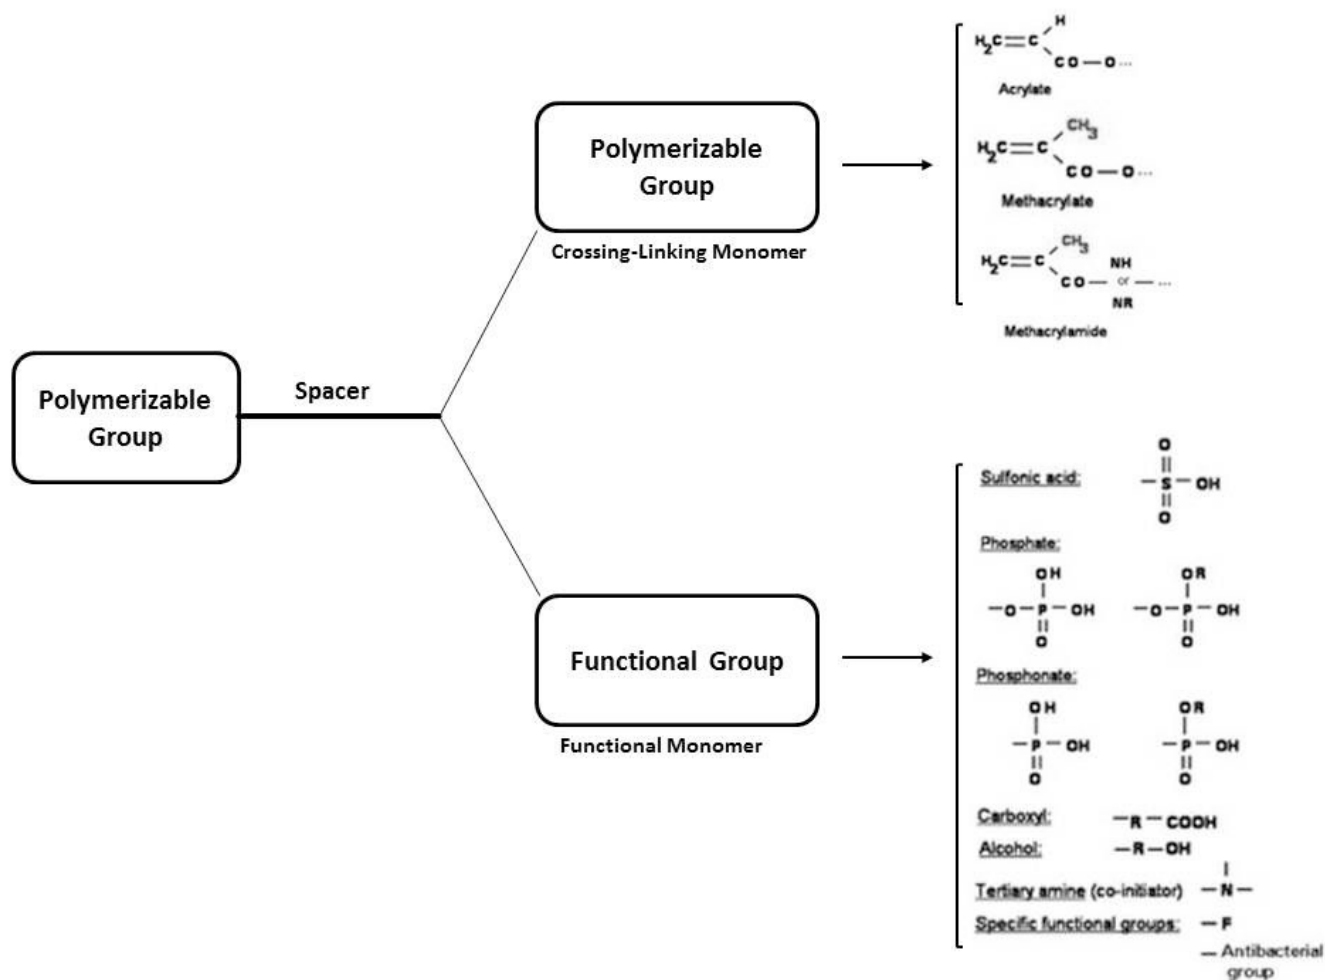 Polymerizable
Group
Spacer
Polymerizable
Group
Crossing-Linking Monomer
H
H2C=C
CO—O...
Acrylate
CH3
H2C=C
CO—O...
Methacrylate
CH3
H2C=C
NH
CO— or —...
NR
Methacrylamide
Functional Group
Functional Monomer
O
Sulfonic acid: —S—OH
O
Phosphate:
OH OR
—O—P—OH —O—P—OH
O O
Phosphonate:
OH OR
—P—OH —P—OH
O O
Carboxyl: —R—COOH
Alcohol: —R—OH
Tertiary amine (co-initiator) —N—
Specific functional groups: —F
— Antibacterial
group